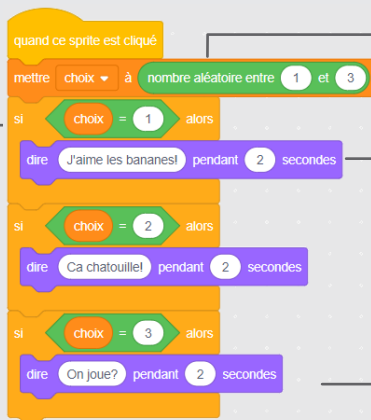 quand ce sprite est cliqué
mettre choix à nombre aléatoire entre 1 et 3
si choix = 1 alors
dire J'aime les bananes! pendant 2 secondes
si choix = 2 alors
dire Ca chatouille! pendant 2 secondes
si choix = 3 alors
dire On joue? pendant 2 secondes